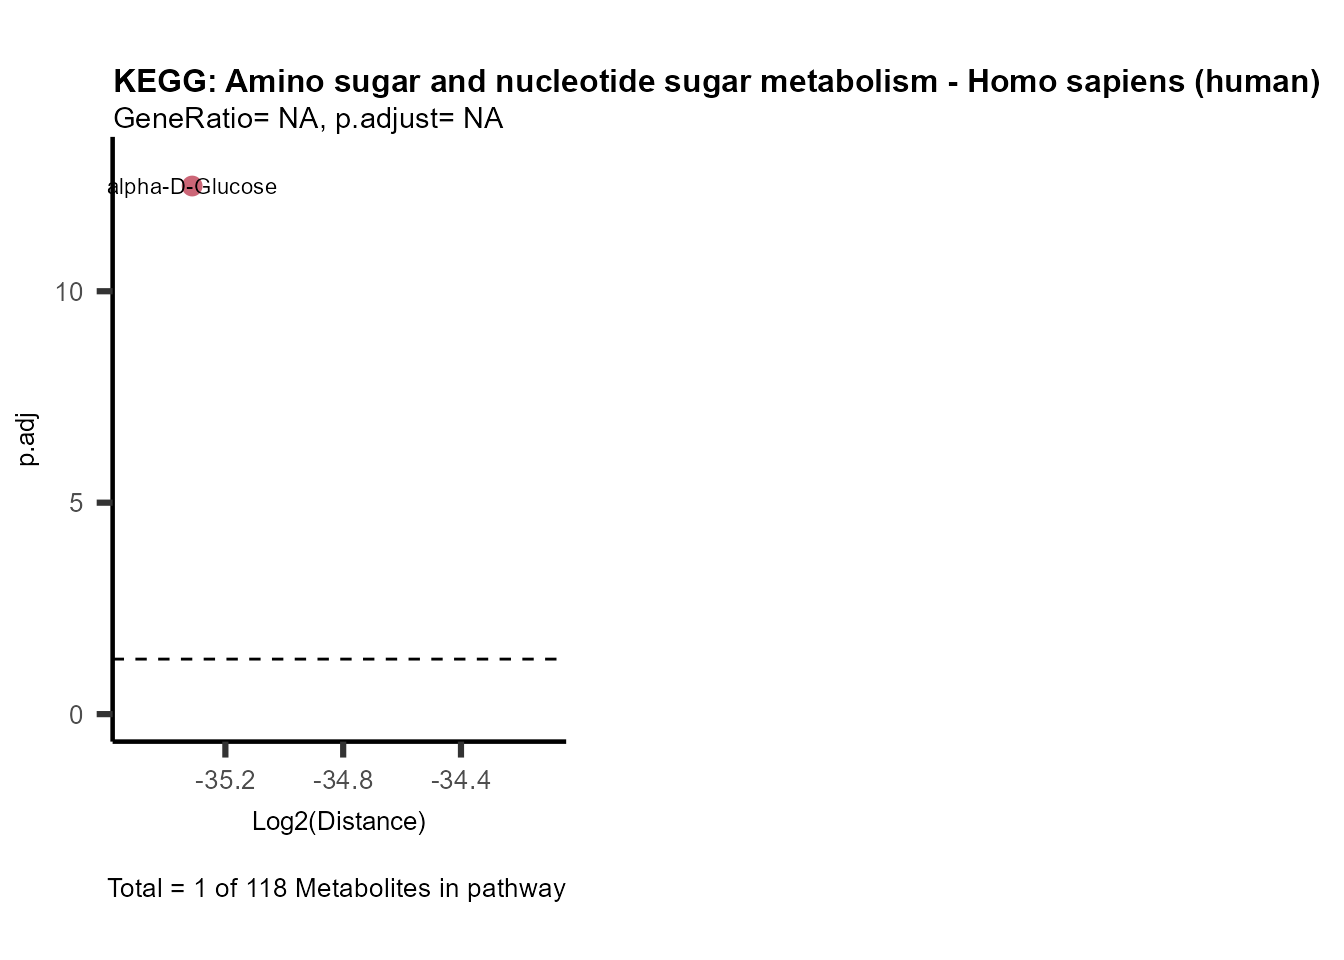 KEGG: Amino sugar and nucleotide sugar metabolism - Homo sapiens (human)
GeneRatio= NA, p.adjust= NA
alpha-D-Glucose
10
5
0
p.adj
-35.2 -34.8 -34.4
Log2(Distance)
Total = 1 of 118 Metabolites in pathway